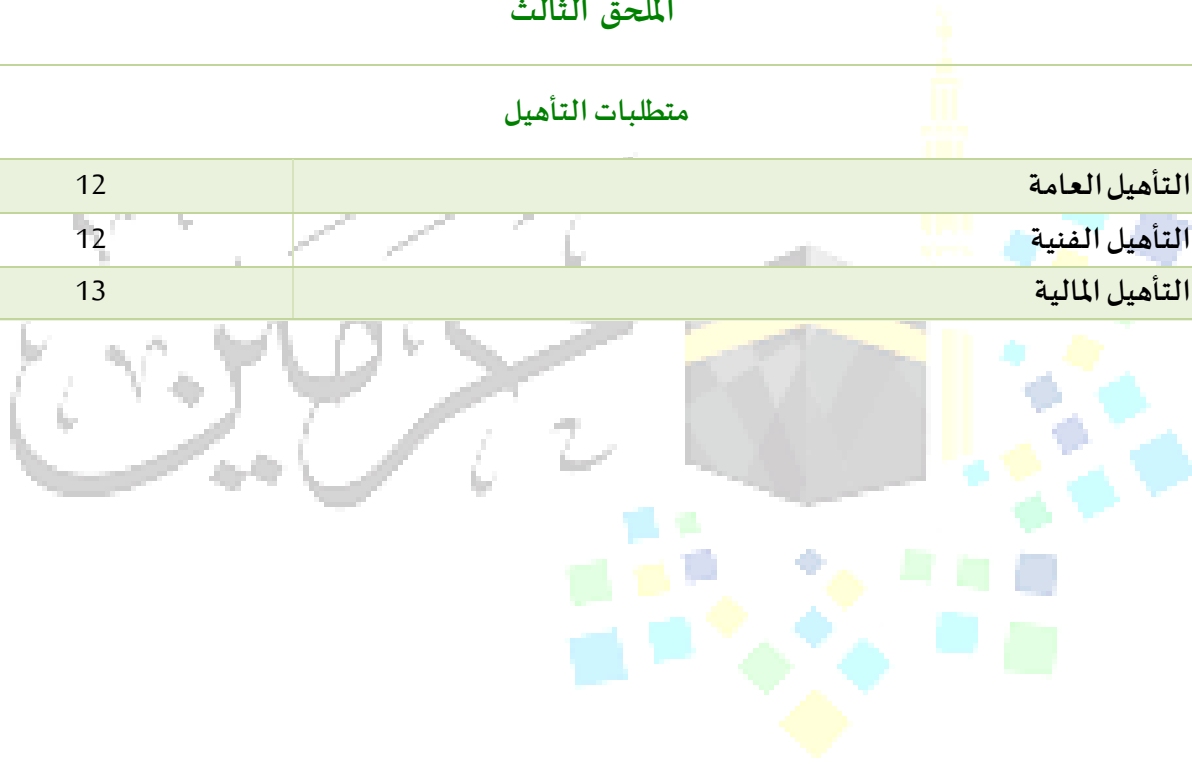 الملحق الثالث
متطلبات التأهيل
التأهيل العامة 12
التأهيل الفنية 12
التأهيل المالية 13